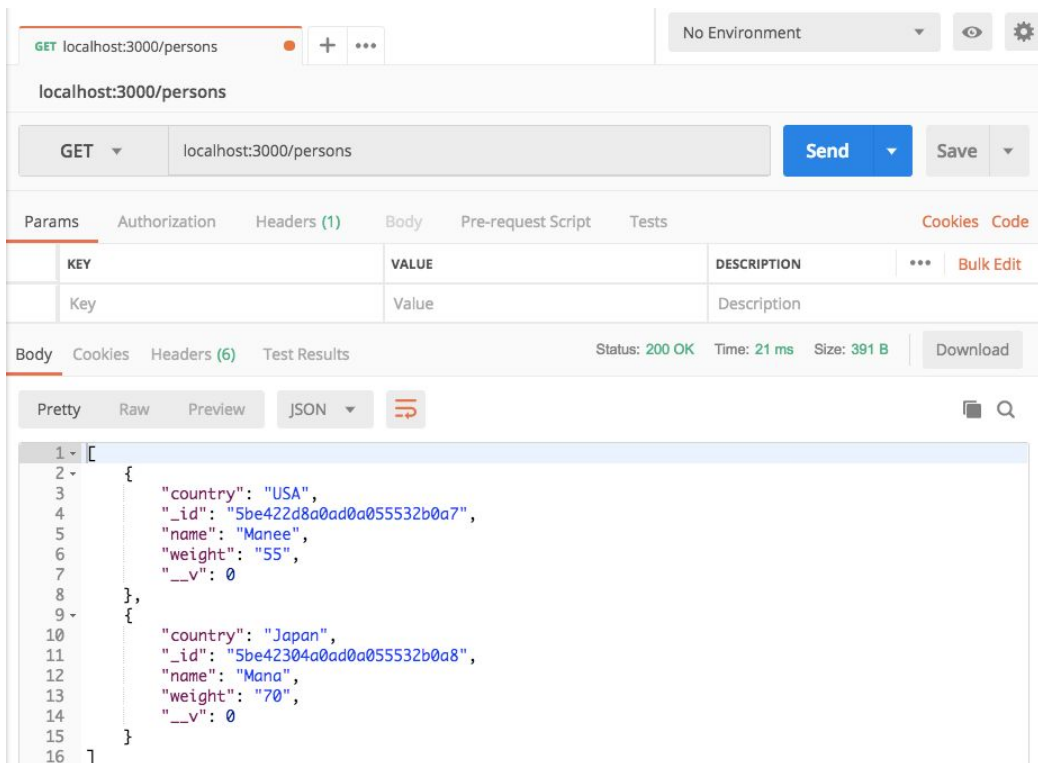 GET localhost:3000/persons + ••• No Environment
localhost:3000/persons
GET localhost:3000/persons Send Save
Params Authorization Headers (1) Body Pre-request Script Tests Cookies Code
KEY VALUE DESCRIPTION ••• Bulk Edit
Key Value Description
Body Cookies Headers (6) Test Results Status: 200 OK Time: 21 ms Size: 391 B Download
Pretty Raw Preview JSON
1 [
2 {
3 "country": "USA",
4 "_id": "5be422d8a0ad0a055532b0a7",
5 "name": "Manee",
6 "weight": "55",
7 "__v": 0
8 },
9 {
10 "country": "Japan",
11 "_id": "5be42304a0ad0a055532b0a8",
12 "name": "Mana",
13 "weight": "70",
14 "__v": 0
15 }
16 ]